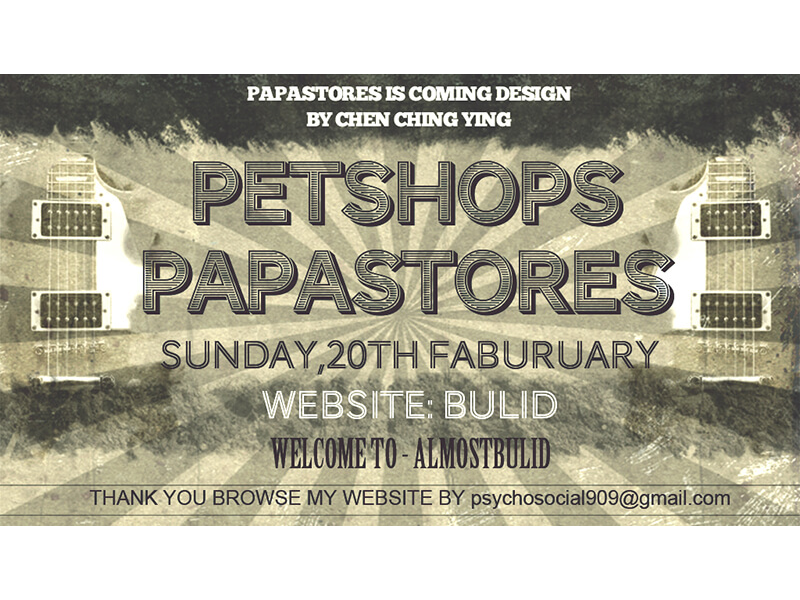 PAPASTORES IS COMING DESIGN
BY CHEN CHING YING
PETSHOPS
PAPASTORES
SUNDAY,20TH FABURUARY
WEBSITE: BULID
WELCOME TO - ALMOSTBULID
THANK YOU BROWSE MY WEBSITE BY psychosocial909@gmail.com